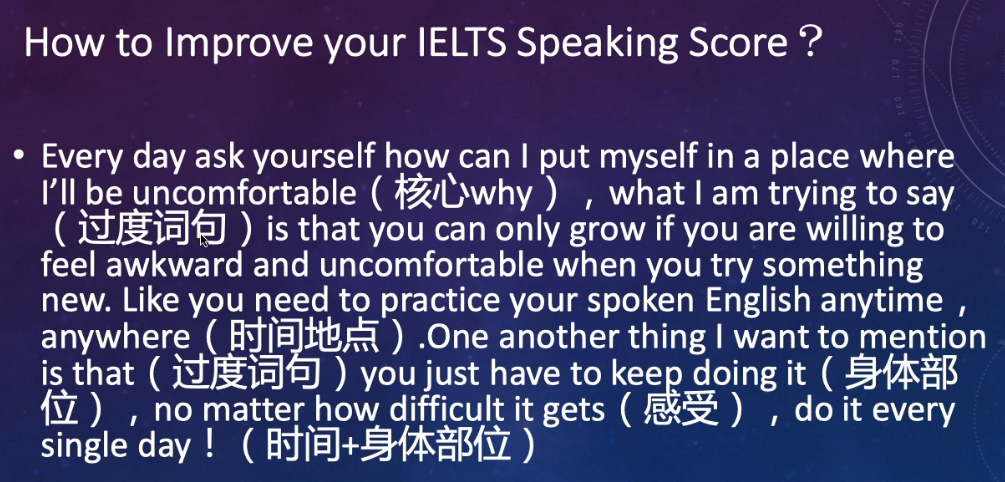 How to Improve your IELTS Speaking Score？
• Every day ask yourself how can I put myself in a place where
I’ll be uncomfortable（核心why），what I am trying to say
（过度词句）is that you can only grow if you are willing to
feel awkward and uncomfortable when you try something
new. Like you need to practice your spoken English anytime，
anywhere（时间地点）.One another thing I want to mention
is that（过度词句）you just have to keep doing it（身体部
位），no matter how difficult it gets（感受），do it every
single day！（时间+身体部位）